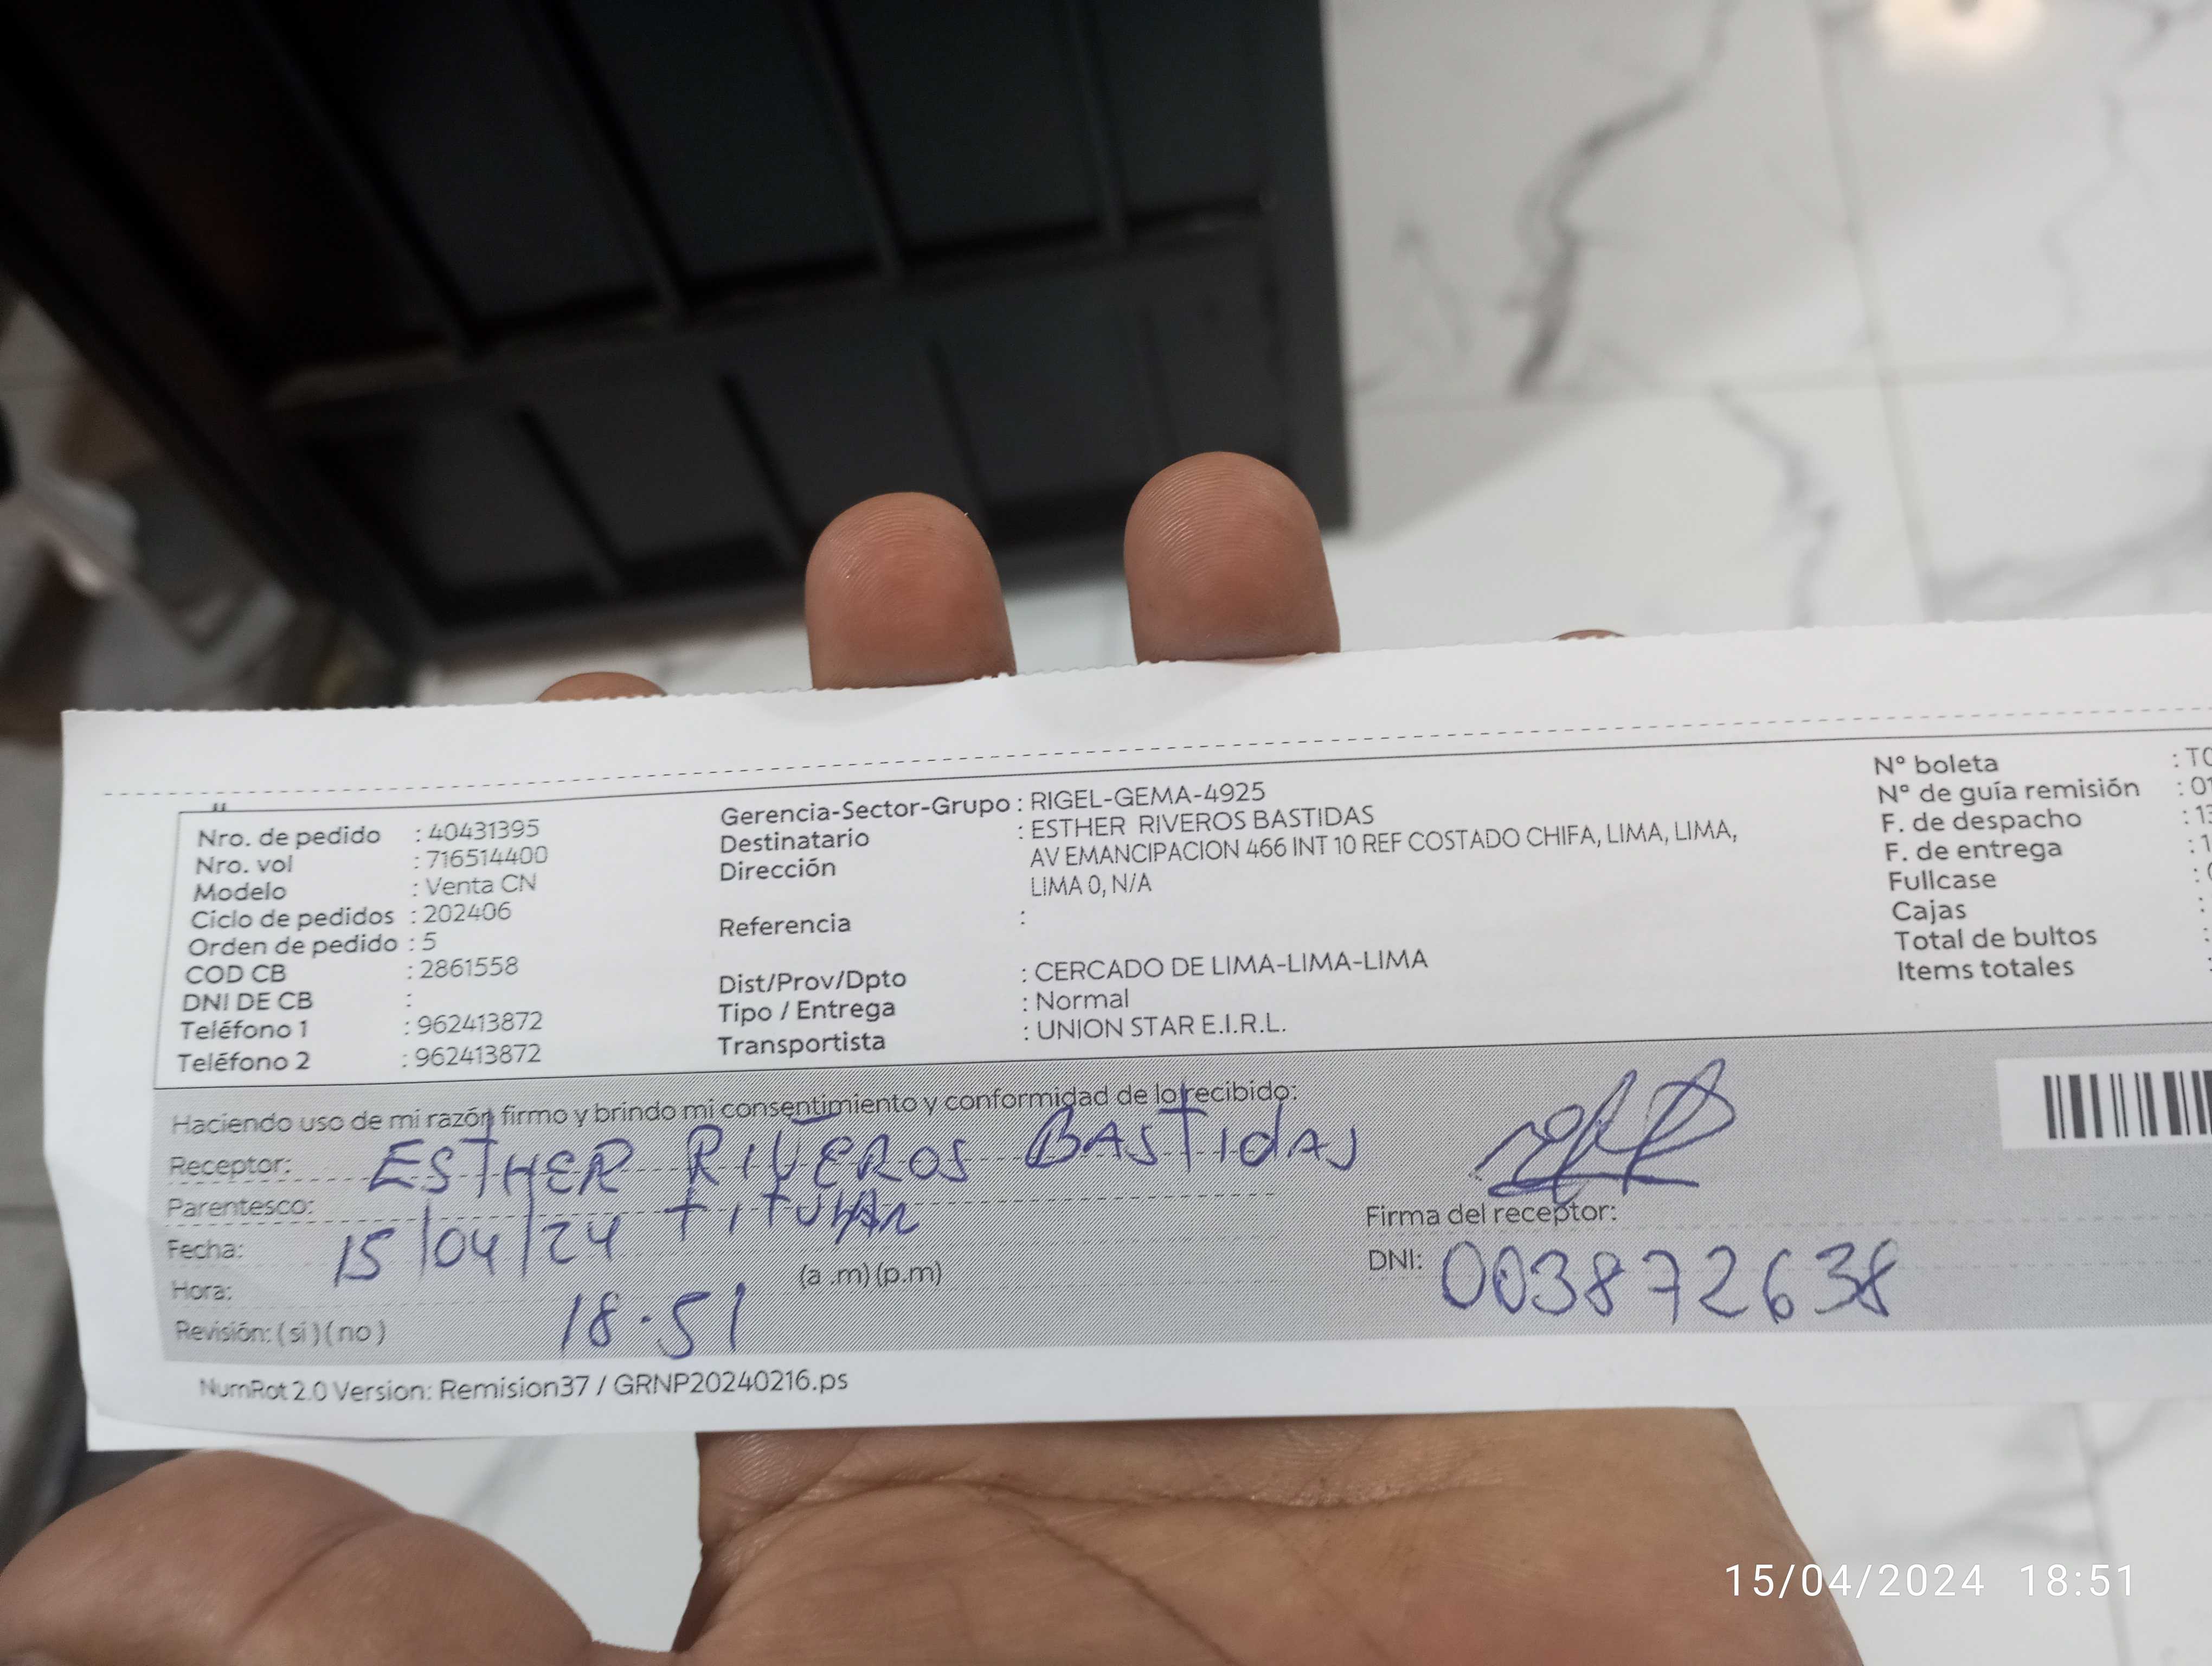 Nro. de pedido : 40431395
Nro. vol : 716514400
Modelo : Venta CN
Ciclo de pedidos : 202406
Orden de pedido : 5
COD CB : 2861558
DNI DE CB :
Teléfono 1 : 962413872
Teléfono 2 : 962413872
Gerencia-Sector-Grupo : RIGEL-GEMA-4925
Destinatario : ESTHER RIVEROS BASTIDAS
Dirección AV EMANCIPACION 466 INT 10 REF COSTADO CHIFA, LIMA, LIMA,
LIMA 0, N/A
Referencia :
Dist/Prov/Dpto : CERCADO DE LIMA-LIMA-LIMA
Tipo / Entrega : Normal
Transportista : UNION STAR E.I.R.L.
N° boleta
N° de guía remisión
F. de despacho
F. de entrega
Fullcase
Cajas
Total de bultos
Items totales
Haciendo uso de mi razón firmo y brindo mi consentimiento y conformidad de lo recibido:
Receptor: ESTHER RIVEROS BASTIDAS
Parentesco: TITULAR
Fecha: 15/04/24
Hora: 18:51 (a .m) (p.m)
Revisión: ( si ) ( no )
Firma del receptor:
DNI: 003872638
NumRot 2.0 Version: Remision37 / GRNP20240216.ps
15/04/2024 18:51